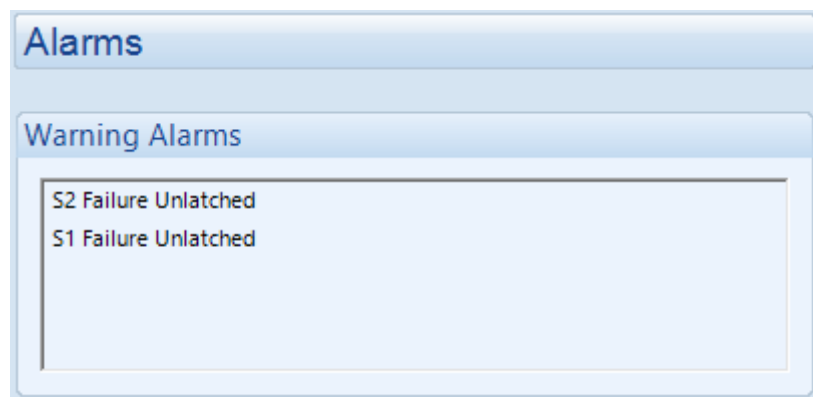 Alarms
Warning Alarms
S2 Failure Unlatched
S1 Failure Unlatched